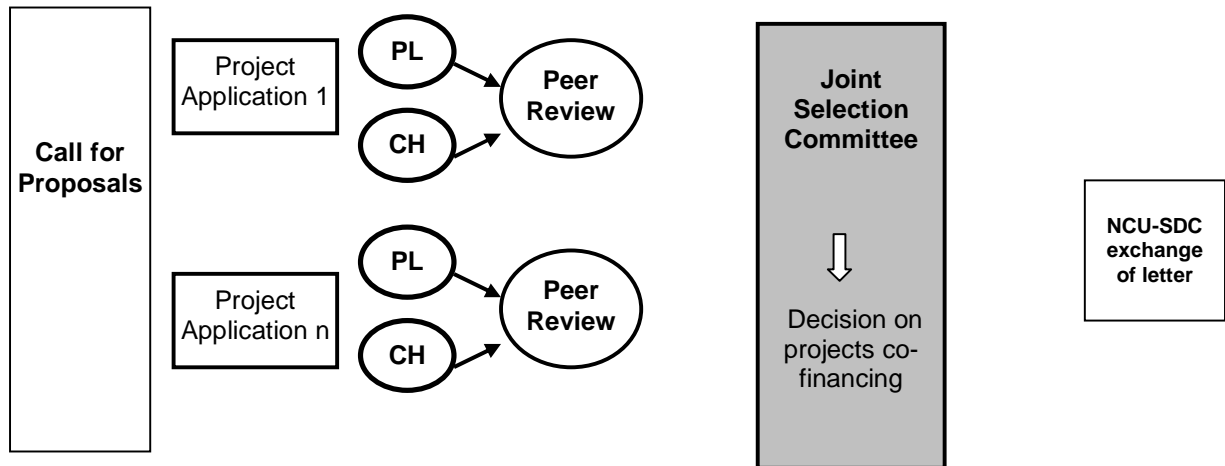 Call for
Proposals
Project
Application 1
PL
CH
Peer
Review
Project
Application n
PL
CH
Peer
Review
Joint
Selection
Committee
Decision on
projects co-
financing
NCU-SDC
exchange
of letter